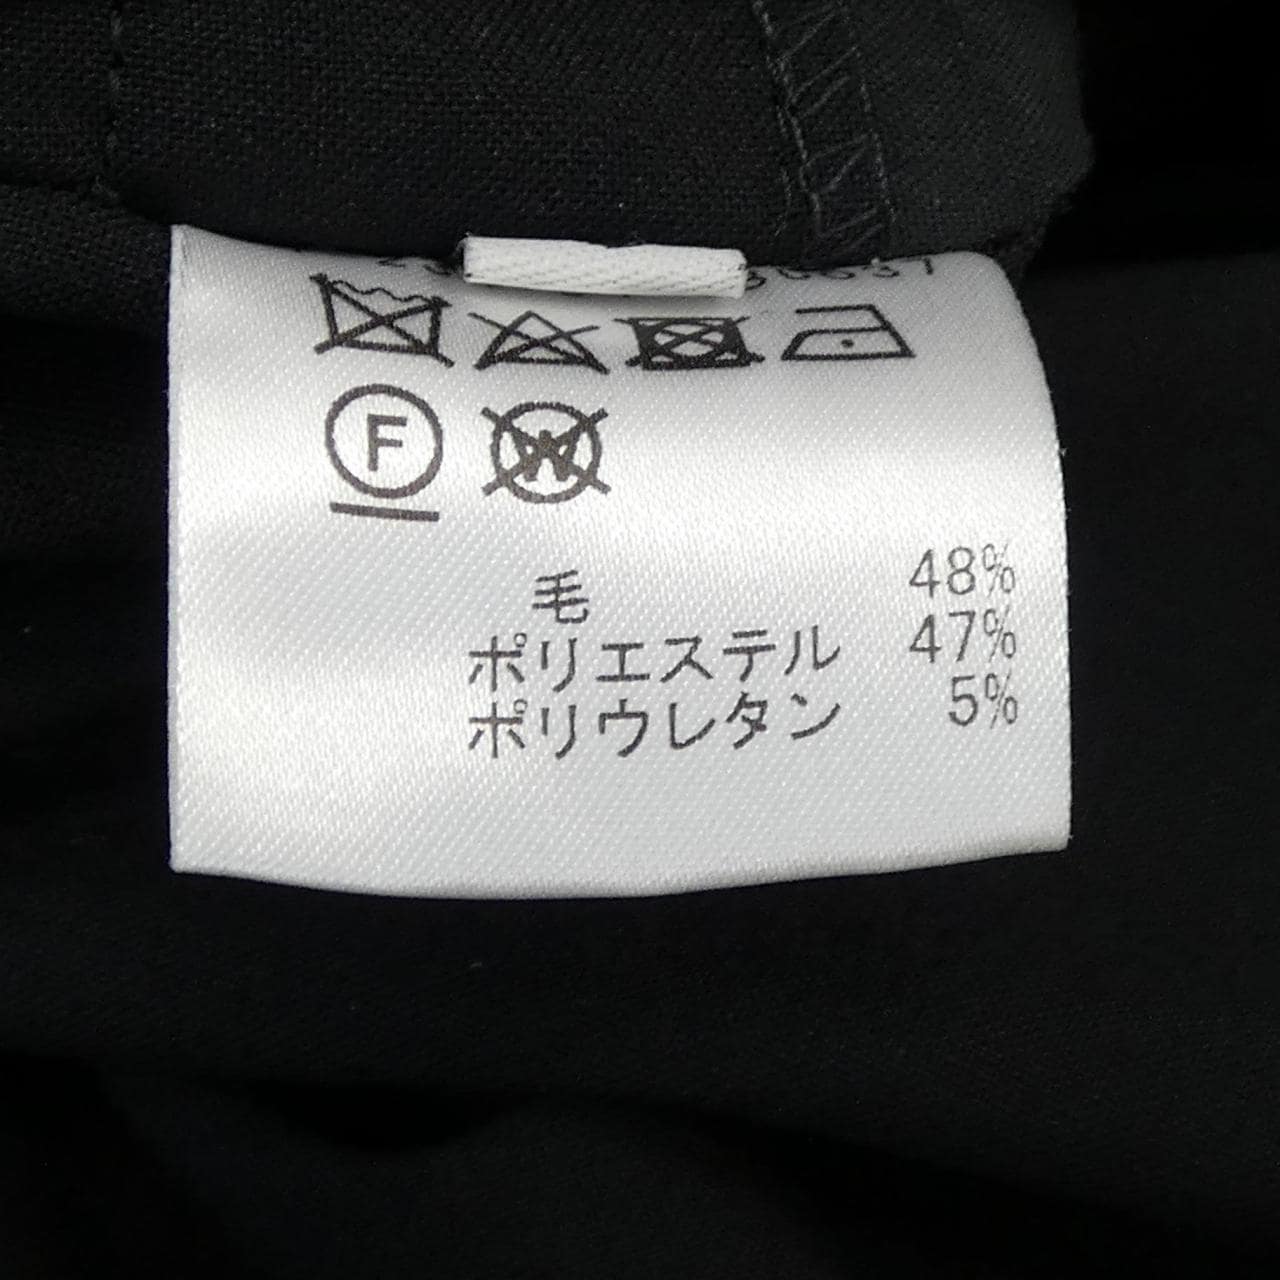 F
W
毛 48%
ポリエステル 47%
ポリウレタン 5%